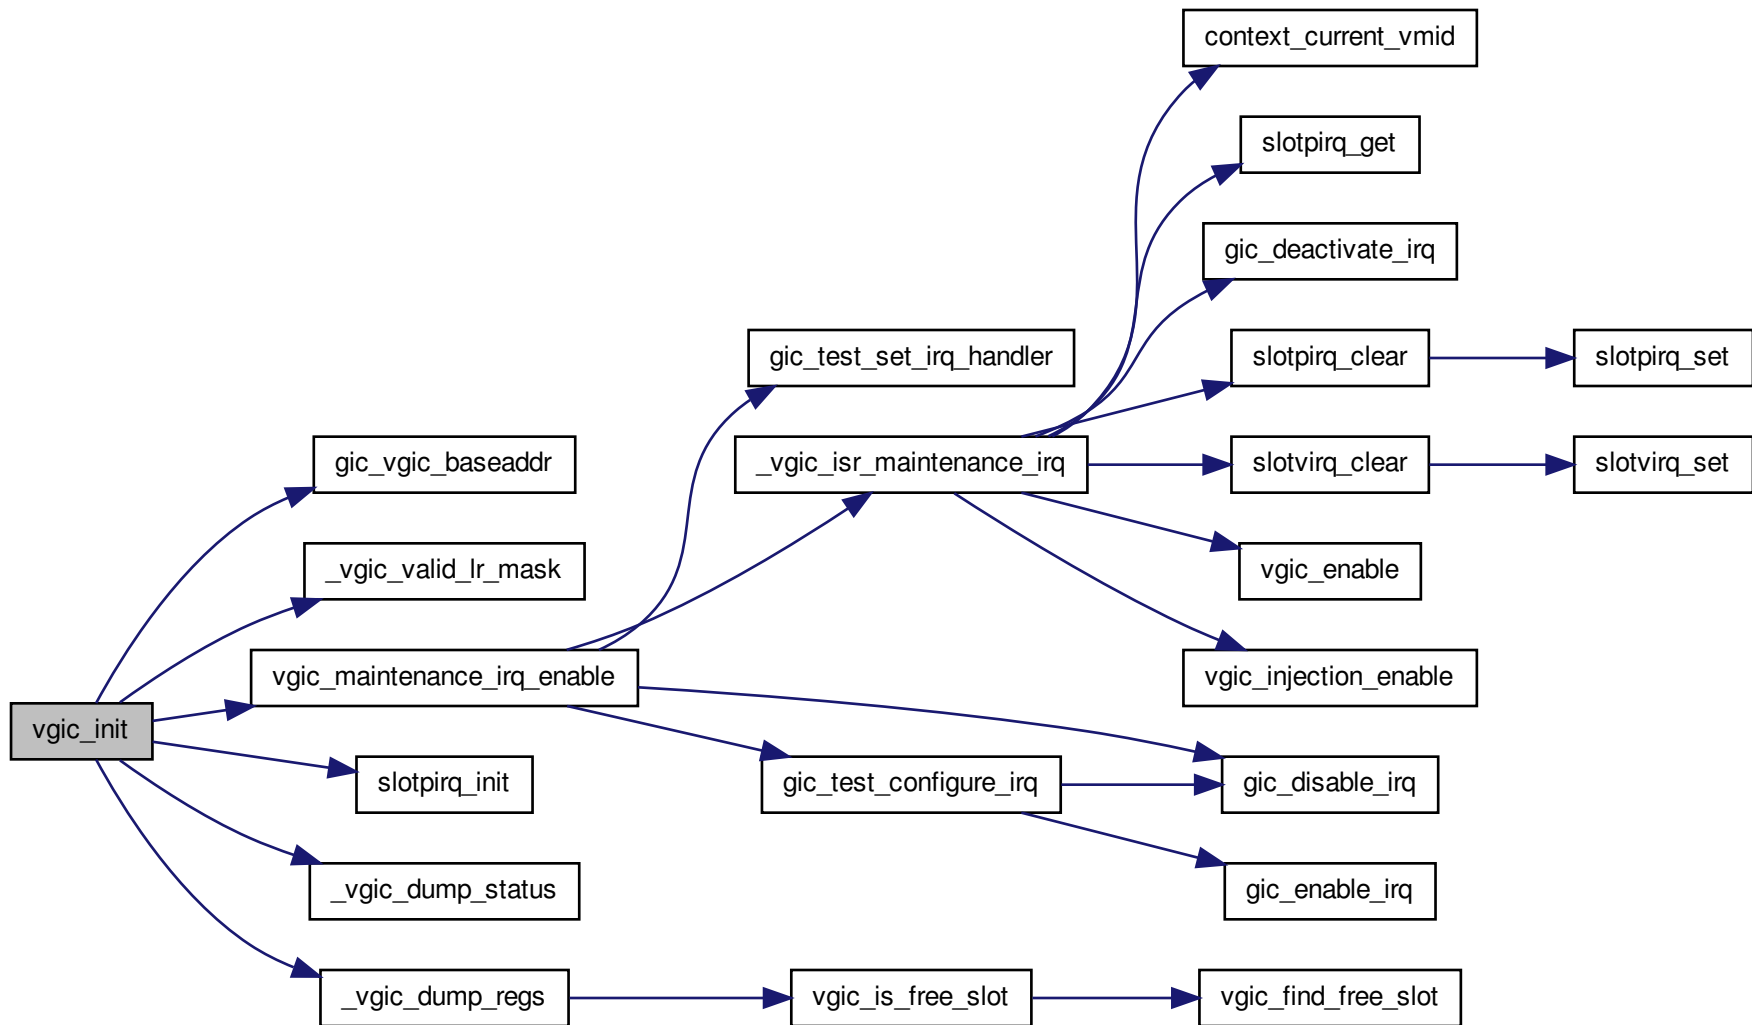 context_current_vmid
slotpirq_get
gic_deactivate_irq
gic_test_set_irq_handler
slotpirq_clear
slotpirq_set
gic_vgic_baseaddr
_vgic_isr_maintenance_irq
slotvirq_clear
slotvirq_set
_vgic_valid_lr_mask
vgic_enable
vgic_maintenance_irq_enable
vgic_injection_enable
vgic_init
slotpirq_init
gic_test_configure_irq
gic_disable_irq
_vgic_dump_status
gic_enable_irq
_vgic_dump_regs
vgic_is_free_slot
vgic_find_free_slot